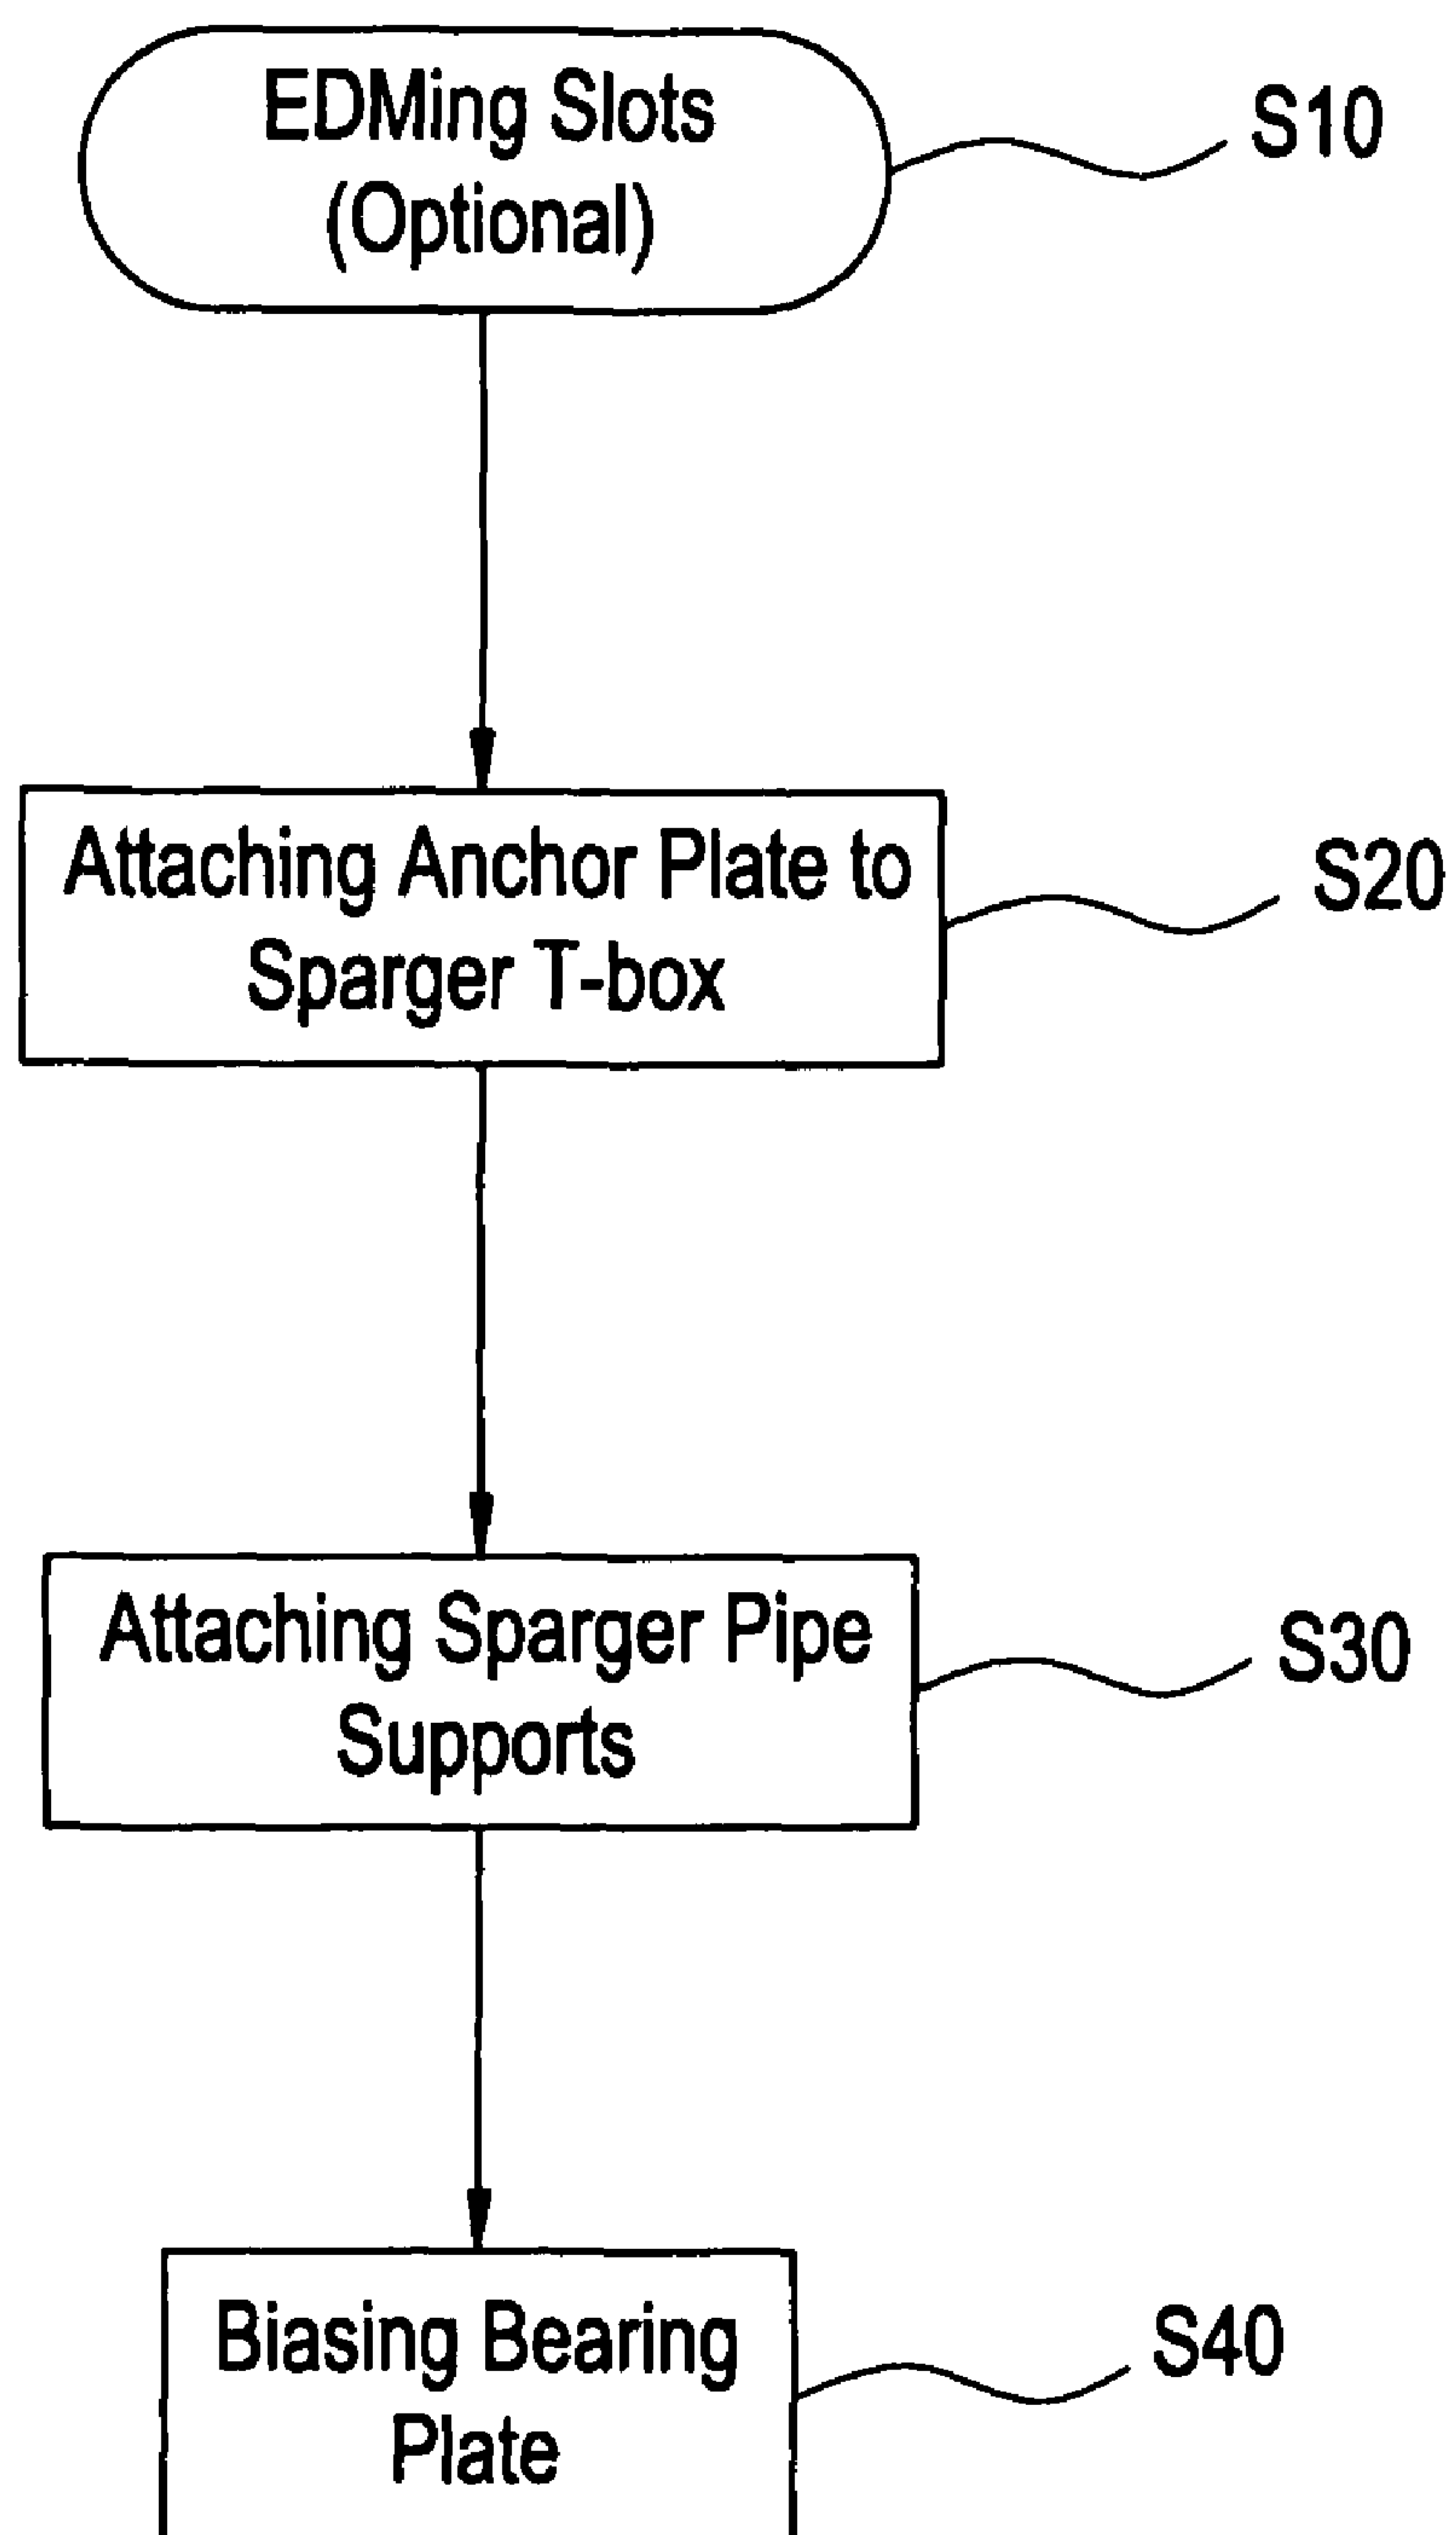 EDMing Slots
(Optional)
S10
Attaching Anchor Plate to
Sparger T-box
S20
Attaching Sparger Pipe
Supports
S30
Biasing Bearing
Plate
S40